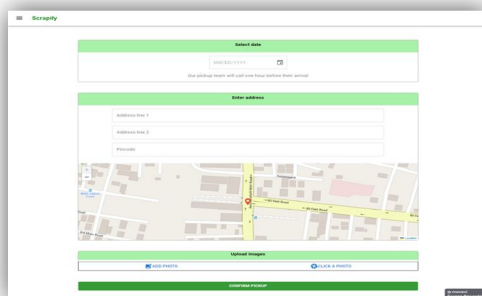 Scrapify
Select date
MM/DD/YYYY
Our pickup team will call one hour before their arrival
Enter address
Address line 1
Address line 2
Pincode
Leaflet
Upload images
ADD PHOTO
CLICK A PHOTO
CONFIRM PICKUP